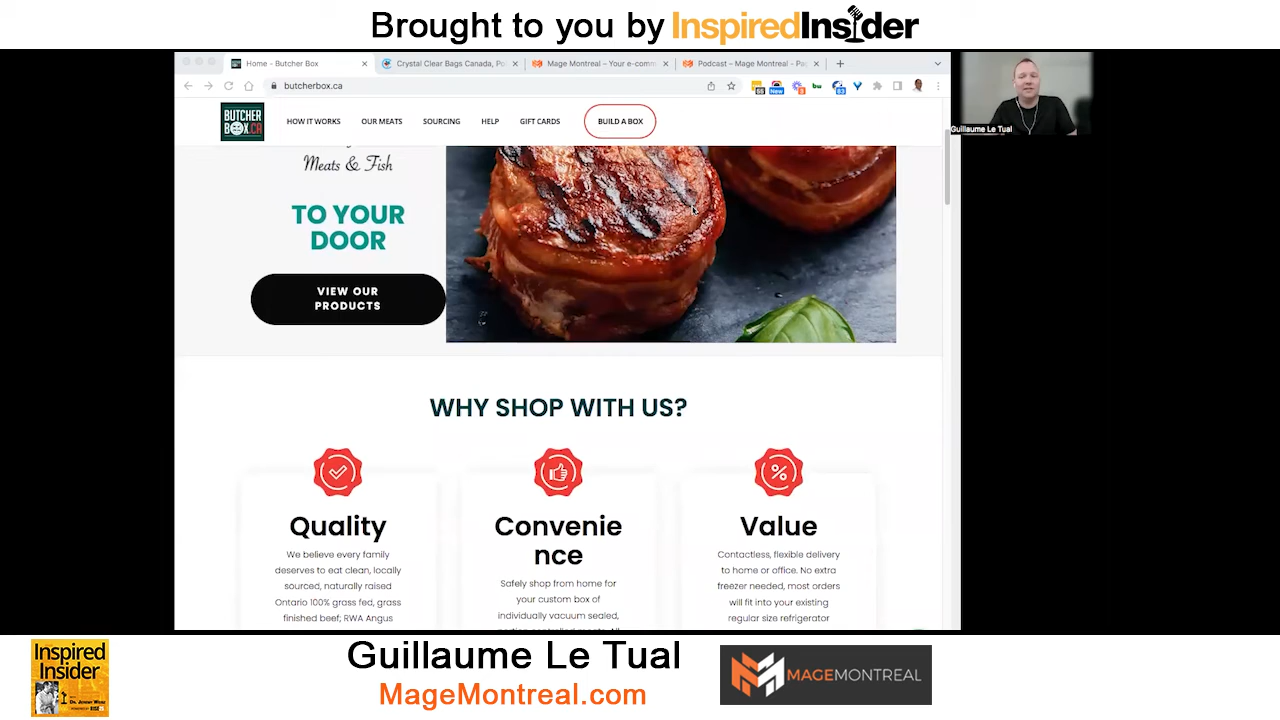 Brought to you by InspiredInsider
Home - Butcher Box
Crystal Clear Bags Canada, Po
Mage Montreal – Your e-comm
Podcast – Mage Montreal - Pa
butcherbox.ca
New
BUTCHER
BOX.CA
HOW IT WORKS
OUR MEATS
SOURCING
HELP
GIFT CARDS
BUILD A BOX
Guillaume Le Tual
Meats & Fish
TO YOUR
DOOR
VIEW OUR
PRODUCTS
WHY SHOP WITH US?
Quality
We believe every family
deserves to eat clean, locally
sourced, naturally raised
Ontario 100% grass fed, grass
finished beef; RWA Angus
Convenie
nce
Safely shop from home for
your custom box of
individually vacuum sealed,
Value
Contactless, flexible delivery
to home or office. No extra
freezer needed, most orders
will fit into your existing
regular size refrigerator
Inspired
Insider
Guillaume Le Tual
MageMontreal.com
MAGEMONTREAL